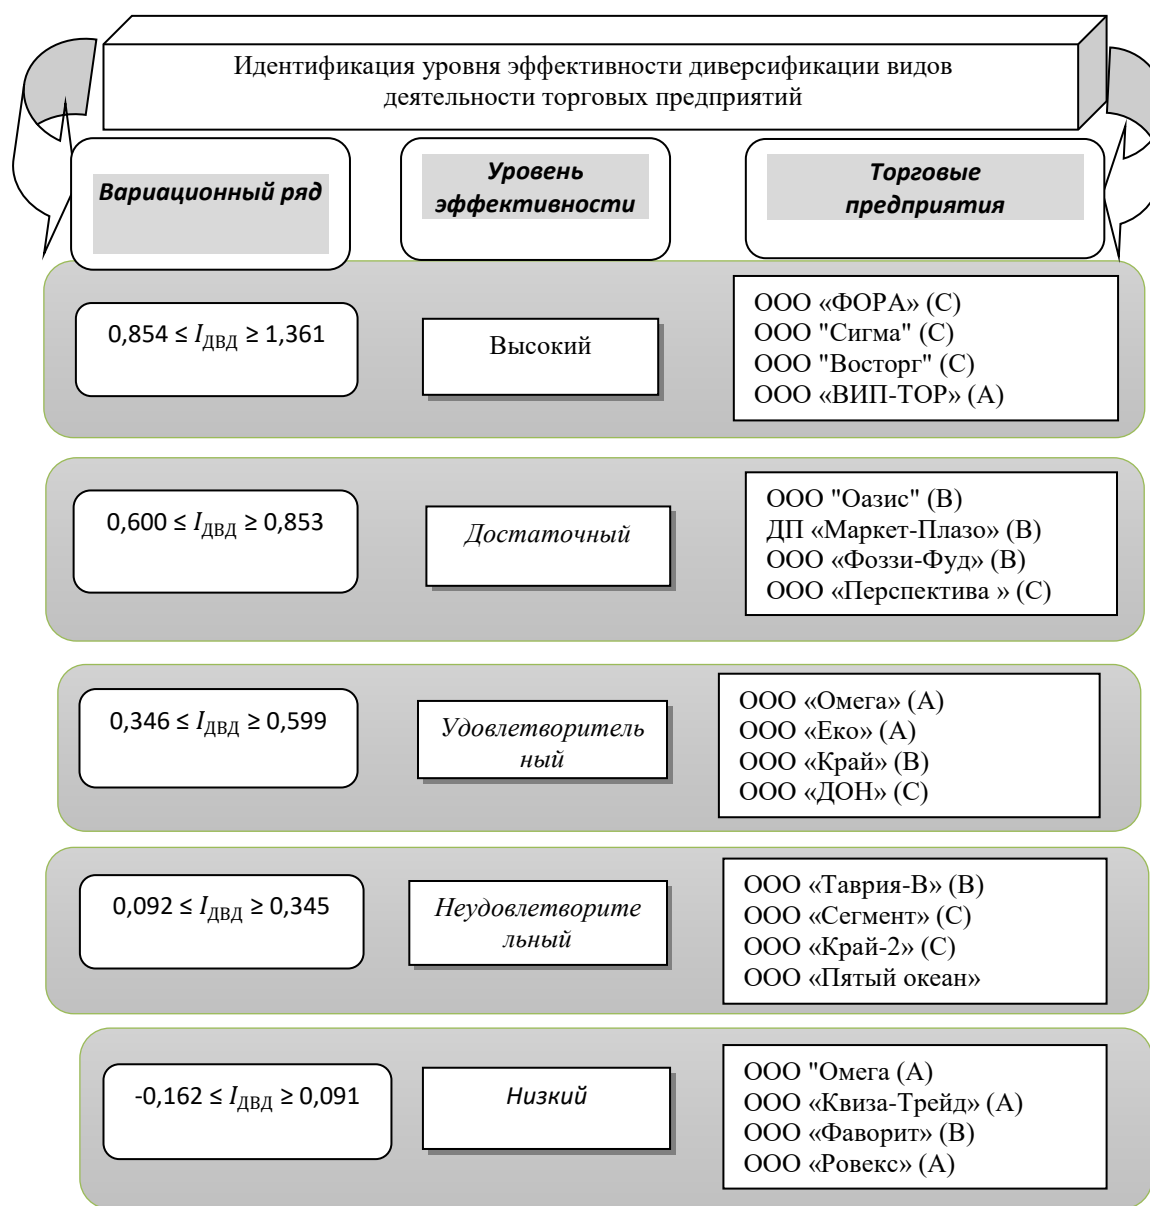 Идентификация уровня эффективности диверсификации видов
деятельности торговых предприятий
Вариационный ряд
Уровень
эффективности
Торговые
предприятия
0,854 ≤ IДВД ≥ 1,361
Высокий
ООО «ФОРА» (С)
ООО "Сигма" (С)
ООО "Восторг" (С)
ООО «ВИП-ТОР» (А)
0,600 ≤ IДВД ≥ 0,853
Достаточный
ООО "Оазис" (В)
ДП «Маркет-Плазо» (В)
ООО «Фоззи-Фуд» (В)
ООО «Перспектива » (С)
0,346 ≤ IДВД ≥ 0,599
Удовлетворитель
ный
ООО «Омега» (А)
ООО «Еко» (А)
ООО «Край» (В)
ООО «ДОН» (С)
0,092 ≤ IДВД ≥ 0,345
Неудовлетворите
льный
ООО «Таврия-В» (В)
ООО «Сегмент» (С)
ООО «Край-2» (С)
ООО «Пятый океан»
-0,162 ≤ IДВД ≥ 0,091
Низкий
ООО "Омега (А)
ООО «Квиза-Трейд» (А)
ООО «Фаворит» (В)
ООО «Ровекс» (А)